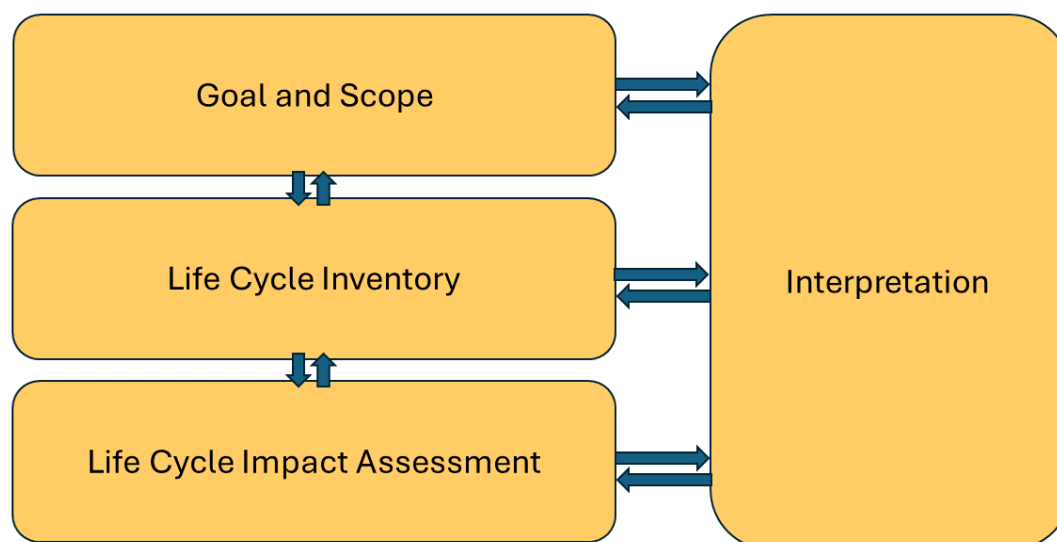 Goal and Scope
Life Cycle Inventory
Interpretation
Life Cycle Impact Assessment